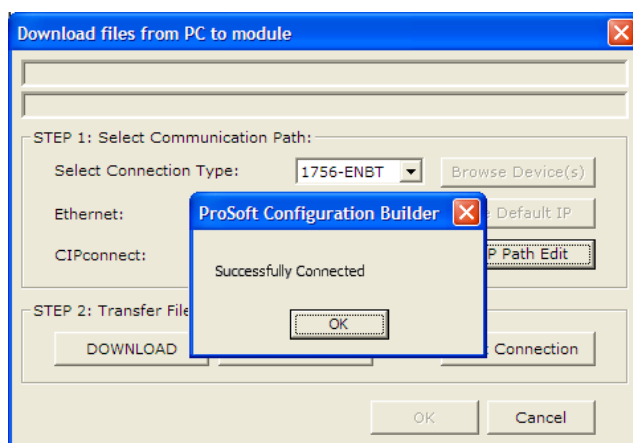 Download files from PC to module
STEP 1: Select Communication Path:
Select Connection Type: 1756-ENBT Browse Device(s)
Ethernet: Default IP
CIPconnect: Path Edit
ProSoft Configuration Builder
Successfully Connected
OK
STEP 2: Transfer File
DOWNLOAD Connection
OK Cancel